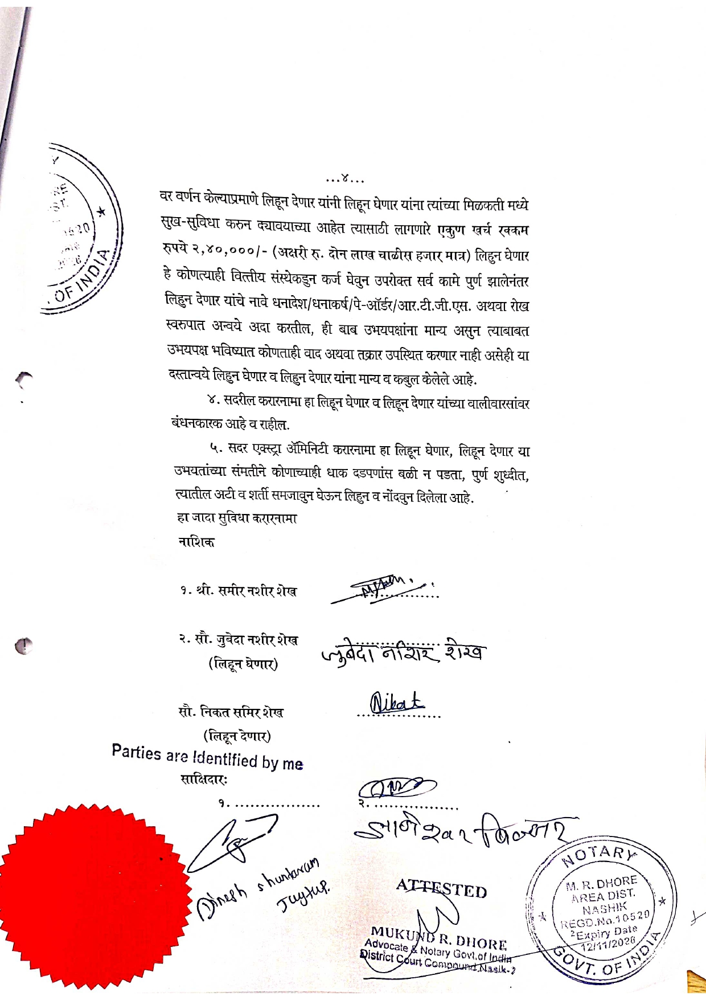 ...४...
वर वर्णन केल्याप्रमाणे लिहून देणार यांनी लिहून घेणार यांना त्यांच्या मिळकती मध्ये
सुख-सुविधा करुन द्यावयाच्या आहेत त्यासाठी लागणारे एकुण खर्च रक्कम
रुपये २,४०,०००/- (अक्षरी रु. दोन लाख चाळीस हजार मात्र) लिहुन घेणार
हे कोणत्याही वित्तीय संस्थेकडुन कर्ज घेवुन उपरोक्त सर्व कामे पुर्ण झालेनंतर
लिहुन देणार यांचे नावे धनादेश/धनाकर्ष/पे-ऑर्डर/आर.टी.जी.एस. अथवा रोख
स्वरुपात अन्वये अदा करतील, ही बाब उभयपक्षांना मान्य असुन त्याबाबत
उभयपक्ष भविष्यात कोणताही वाद अथवा तक्रार उपस्थित करणार नाही असेही या
दस्तान्वये लिहुन घेणार व लिहुन देणार यांना मान्य व कबुल केलेले आहे.
४. सदरील करारनामा हा लिहून घेणार व लिहून देणार यांच्या वालीवारसांवर
बंधनकारक आहे व राहील.
५. सदर एक्स्ट्रा ॲमिनिटी करारनामा हा लिहून घेणार, लिहून देणार या
उभयतांच्या संमतीने कोणाच्याही धाक दडपणांस बळी न पडता, पुर्ण शुध्दीत,
त्यातील अटी व शर्ती समजावुन घेऊन लिहुन व नोंदवुन दिलेला आहे.
हा जादा सुविधा करारनामा
नाशिक
१. श्री. समीर नशीर शेख
२. सौ. जुबेदा नशीर शेख
जुबेदा नशिर शेख
(लिहून घेणार)
सौ. निकत समिर शेख
Nikat
(लिहून देणार)
Parties are Identified by me
साक्षिदारः
१. .................
२. .................
Dinesh
ATTESTED
MUKUND R. DHORE
Advocate & Notary Govt.of India
District Court Compound,Nasik-2
NOTARY
M. R. DHORE
AREA DIST.
NASHIK
REGD.No.10520
Expiry Date
12/11/2026
GOVT. OF INDIA
OF INDIA